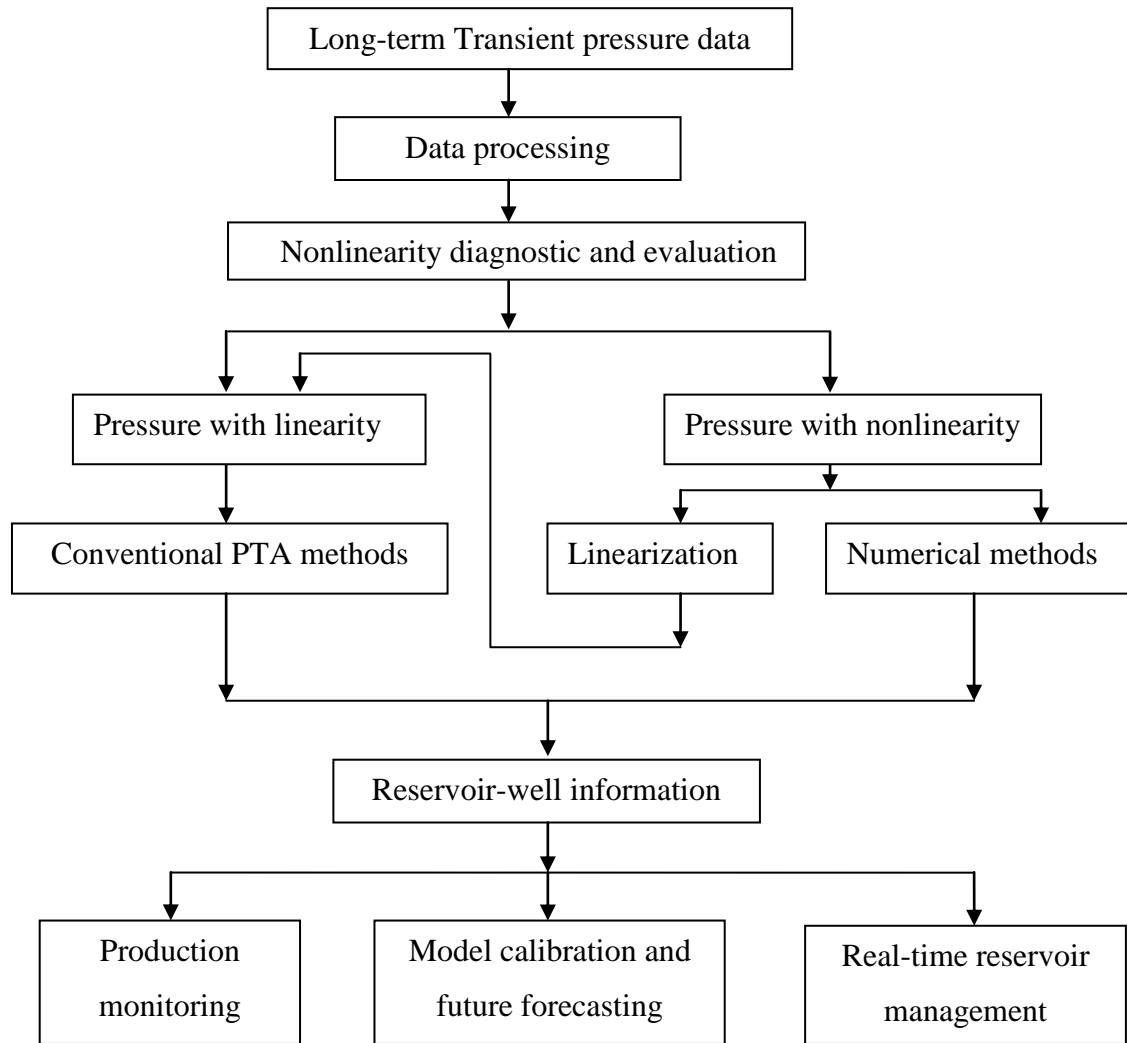 Long-term Transient pressure data
Data processing
Nonlinearity diagnostic and evaluation
Pressure with linearity
Pressure with nonlinearity
Conventional PTA methods
Linearization
Numerical methods
Reservoir-well information
Production
monitoring
Model calibration and
future forecasting
Real-time reservoir
management